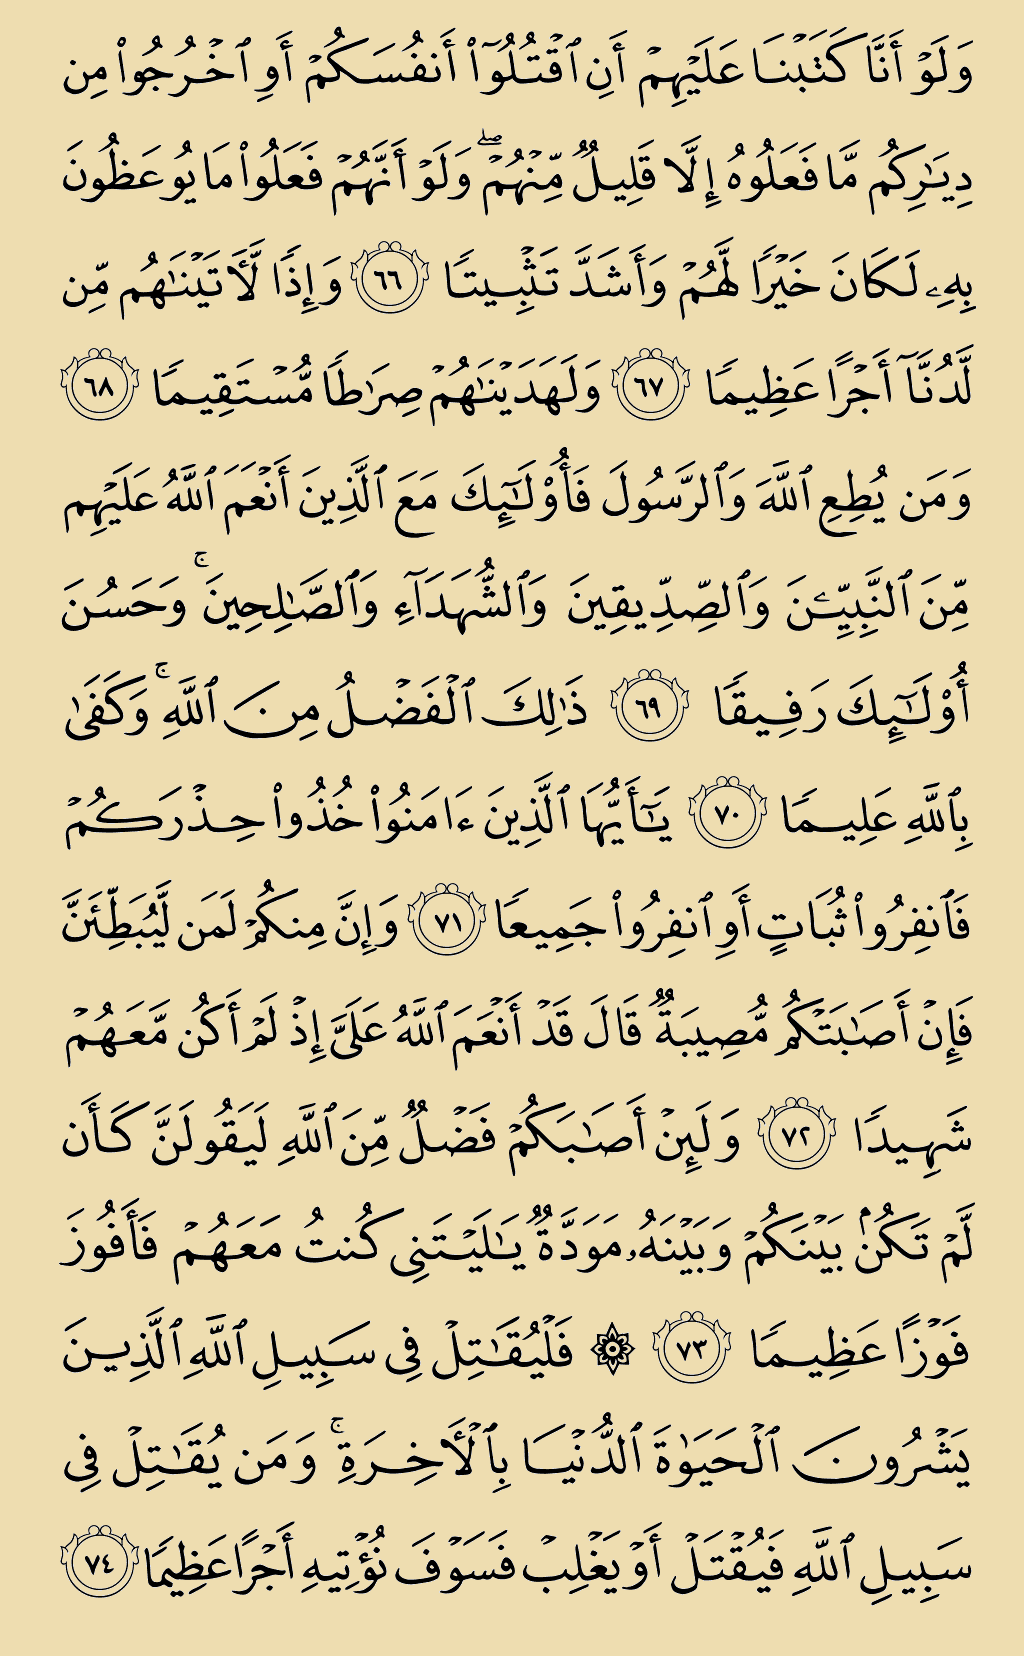 وَلَوْ أَنَّا كَتَبْنَا عَلَيْهِمْ أَنِ ٱقْتُلُوٓا۟ أَنفُسَكُمْ أَوِ ٱخْرُجُوا۟ مِن
دِيَـٰرِكُم مَّا فَعَلُوهُ إِلَّا قَلِيلٌ مِّنْهُمْ ۖ وَلَوْ أَنَّهُمْ فَعَلُوا۟ مَا يُوعَظُونَ
بِهِۦ لَكَانَ خَيْرًا لَّهُمْ وَأَشَدَّ تَثْبِيتًا ٦٦ وَإِذًا لَّـَٔاتَيْنَـٰهُم مِّن
لَّدُنَّآ أَجْرًا عَظِيمًا ٦٧ وَلَهَدَيْنَـٰهُمْ صِرَٰطًا مُّسْتَقِيمًا ٦٨
وَمَن يُطِعِ ٱللَّهَ وَٱلرَّسُولَ فَأُو۟لَـٰٓئِكَ مَعَ ٱلَّذِينَ أَنْعَمَ ٱللَّهُ عَلَيْهِم
مِّنَ ٱلنَّبِيِّـۧنَ وَٱلصِّدِّيقِينَ وَٱلشُّهَدَآءِ وَٱلصَّـٰلِحِينَ ۚ وَحَسُنَ
أُو۟لَـٰٓئِكَ رَفِيقًا ٦٩ ذَٰلِكَ ٱلْفَضْلُ مِنَ ٱللَّهِ ۚ وَكَفَىٰ
بِٱللَّهِ عَلِيمًا ٧٠ يَـٰٓأَيُّهَا ٱلَّذِينَ ءَامَنُوا۟ خُذُوا۟ حِذْرَكُمْ
فَٱنفِرُوا۟ ثُبَاتٍ أَوِ ٱنفِرُوا۟ جَمِيعًا ٧١ وَإِنَّ مِنكُمْ لَمَن لَّيُبَطِّئَنَّ
فَإِنْ أَصَـٰبَتْكُم مُّصِيبَةٌ قَالَ قَدْ أَنْعَمَ ٱللَّهُ عَلَىَّ إِذْ لَمْ أَكُن مَّعَهُمْ
شَهِيدًا ٧٢ وَلَئِنْ أَصَـٰبَكُمْ فَضْلٌ مِّنَ ٱللَّهِ لَيَقُولَنَّ كَأَن
لَّمْ تَكُنۢ بَيْنَكُمْ وَبَيْنَهُۥ مَوَدَّةٌ يَـٰلَيْتَنِى كُنتُ مَعَهُمْ فَأَفُوزَ
فَوْزًا عَظِيمًا ٧٣ ۞ فَلْيُقَـٰتِلْ فِى سَبِيلِ ٱللَّهِ ٱلَّذِينَ
يَشْرُونَ ٱلْحَيَوٰةَ ٱلدُّنْيَا بِٱلْـَٔاخِرَةِ ۚ وَمَن يُقَـٰتِلْ فِى
سَبِيلِ ٱللَّهِ فَيُقْتَلْ أَوْ يَغْلِبْ فَسَوْفَ نُؤْتِيهِ أَجْرًا عَظِيمًا ٧٤